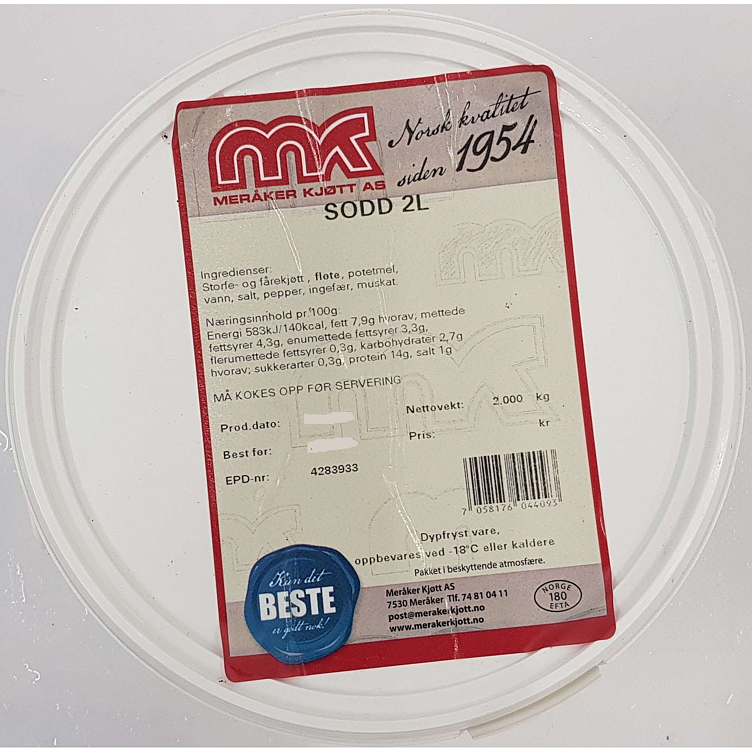 MK
MERÅKER KJØTT AS
Norsk kvalitet
siden 1954
SODD 2L
Ingredienser:
Storfe- og fårekjøtt , fløte, potetmel,
vann, salt, pepper, ingefær, muskat.
Næringsinnhold pr.100g:
Energi 583kJ/140kcal, fett 7,9g hvorav; mettede
fettsyrer 4,3g, enumettede fettsyrer 3,3g,
flerumettede fettsyrer 0,3g, karbohydrater 2,7g
hvorav; sukkerarter 0,3g, protein 14g, salt 1g
MÅ KOKES OPP FØR SERVERING
Prod.dato:
Nettovekt: 2.000 kg
Best før:
Pris: kr
EPD-nr: 4283933
7 058176 044093
Dypfryst vare,
oppbevares ved -18°C eller kaldere
Pakket i beskyttende atmosfære.
Kun det
BESTE
er godt nok!
Meråker Kjøtt AS
7530 Meråker Tlf. 74 81 04 11
post@merakerkjott.no
www.merakerkjott.no
NORGE
180
EFTA